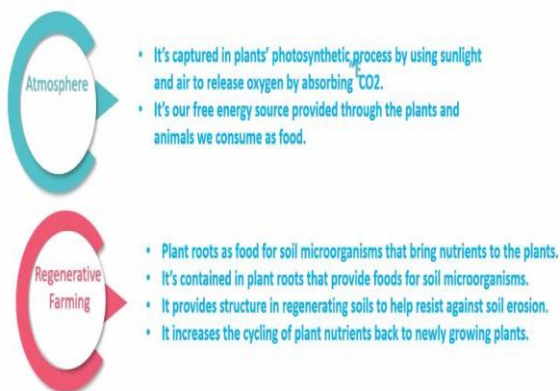 Atmosphere
• It's captured in plants' photosynthetic process by using sunlight
and air to release oxygen by absorbing CO2.
• It's our free energy source provided through the plants and
animals we consume as food.
Regenerative
Farming
• Plant roots as food for soil microorganisms that bring nutrients to the plants.
• It's contained in plant roots that provide foods for soil microorganisms.
• It provides structure in regenerating soils to help resist against soil erosion.
• It increases the cycling of plant nutrients back to newly growing plants.